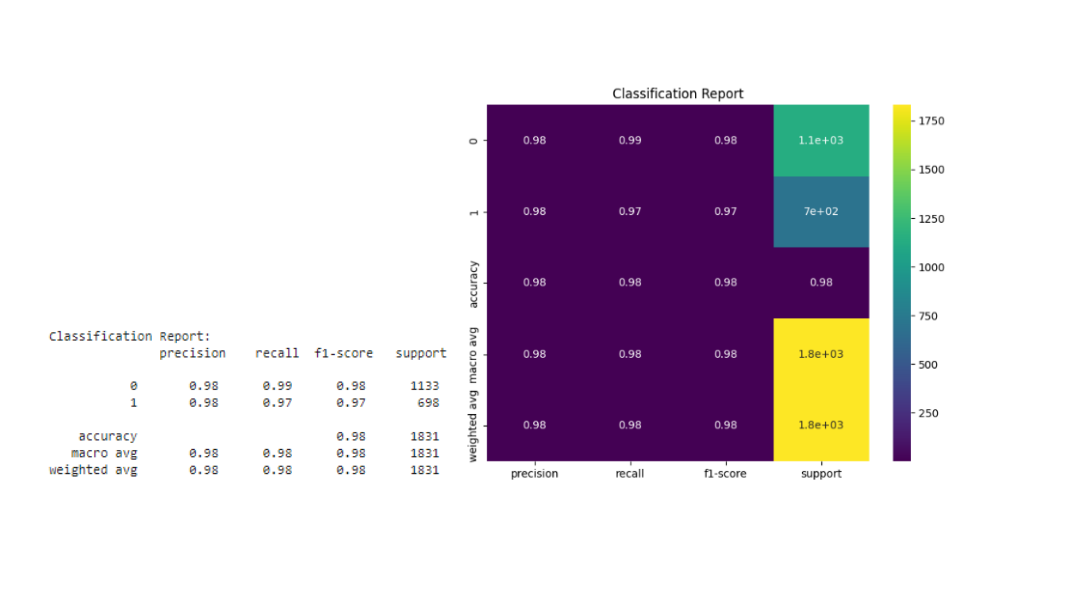 Classification Report:
precision recall f1-score support
0 0.98 0.99 0.98 1133
1 0.98 0.97 0.97 698
accuracy 0.98 1831
macro avg 0.98 0.98 0.98 1831
weighted avg 0.98 0.98 0.98 1831
Classification Report
0 0.98 0.99 0.98 1.1e+03
1 0.98 0.97 0.97 7e+02
accuracy 0.98 0.98 0.98 0.98
macro avg 0.98 0.98 0.98 1.8e+03
weighted avg 0.98 0.98 0.98 1.8e+03
precision recall f1-score support
1750
1500
1250
1000
750
500
250